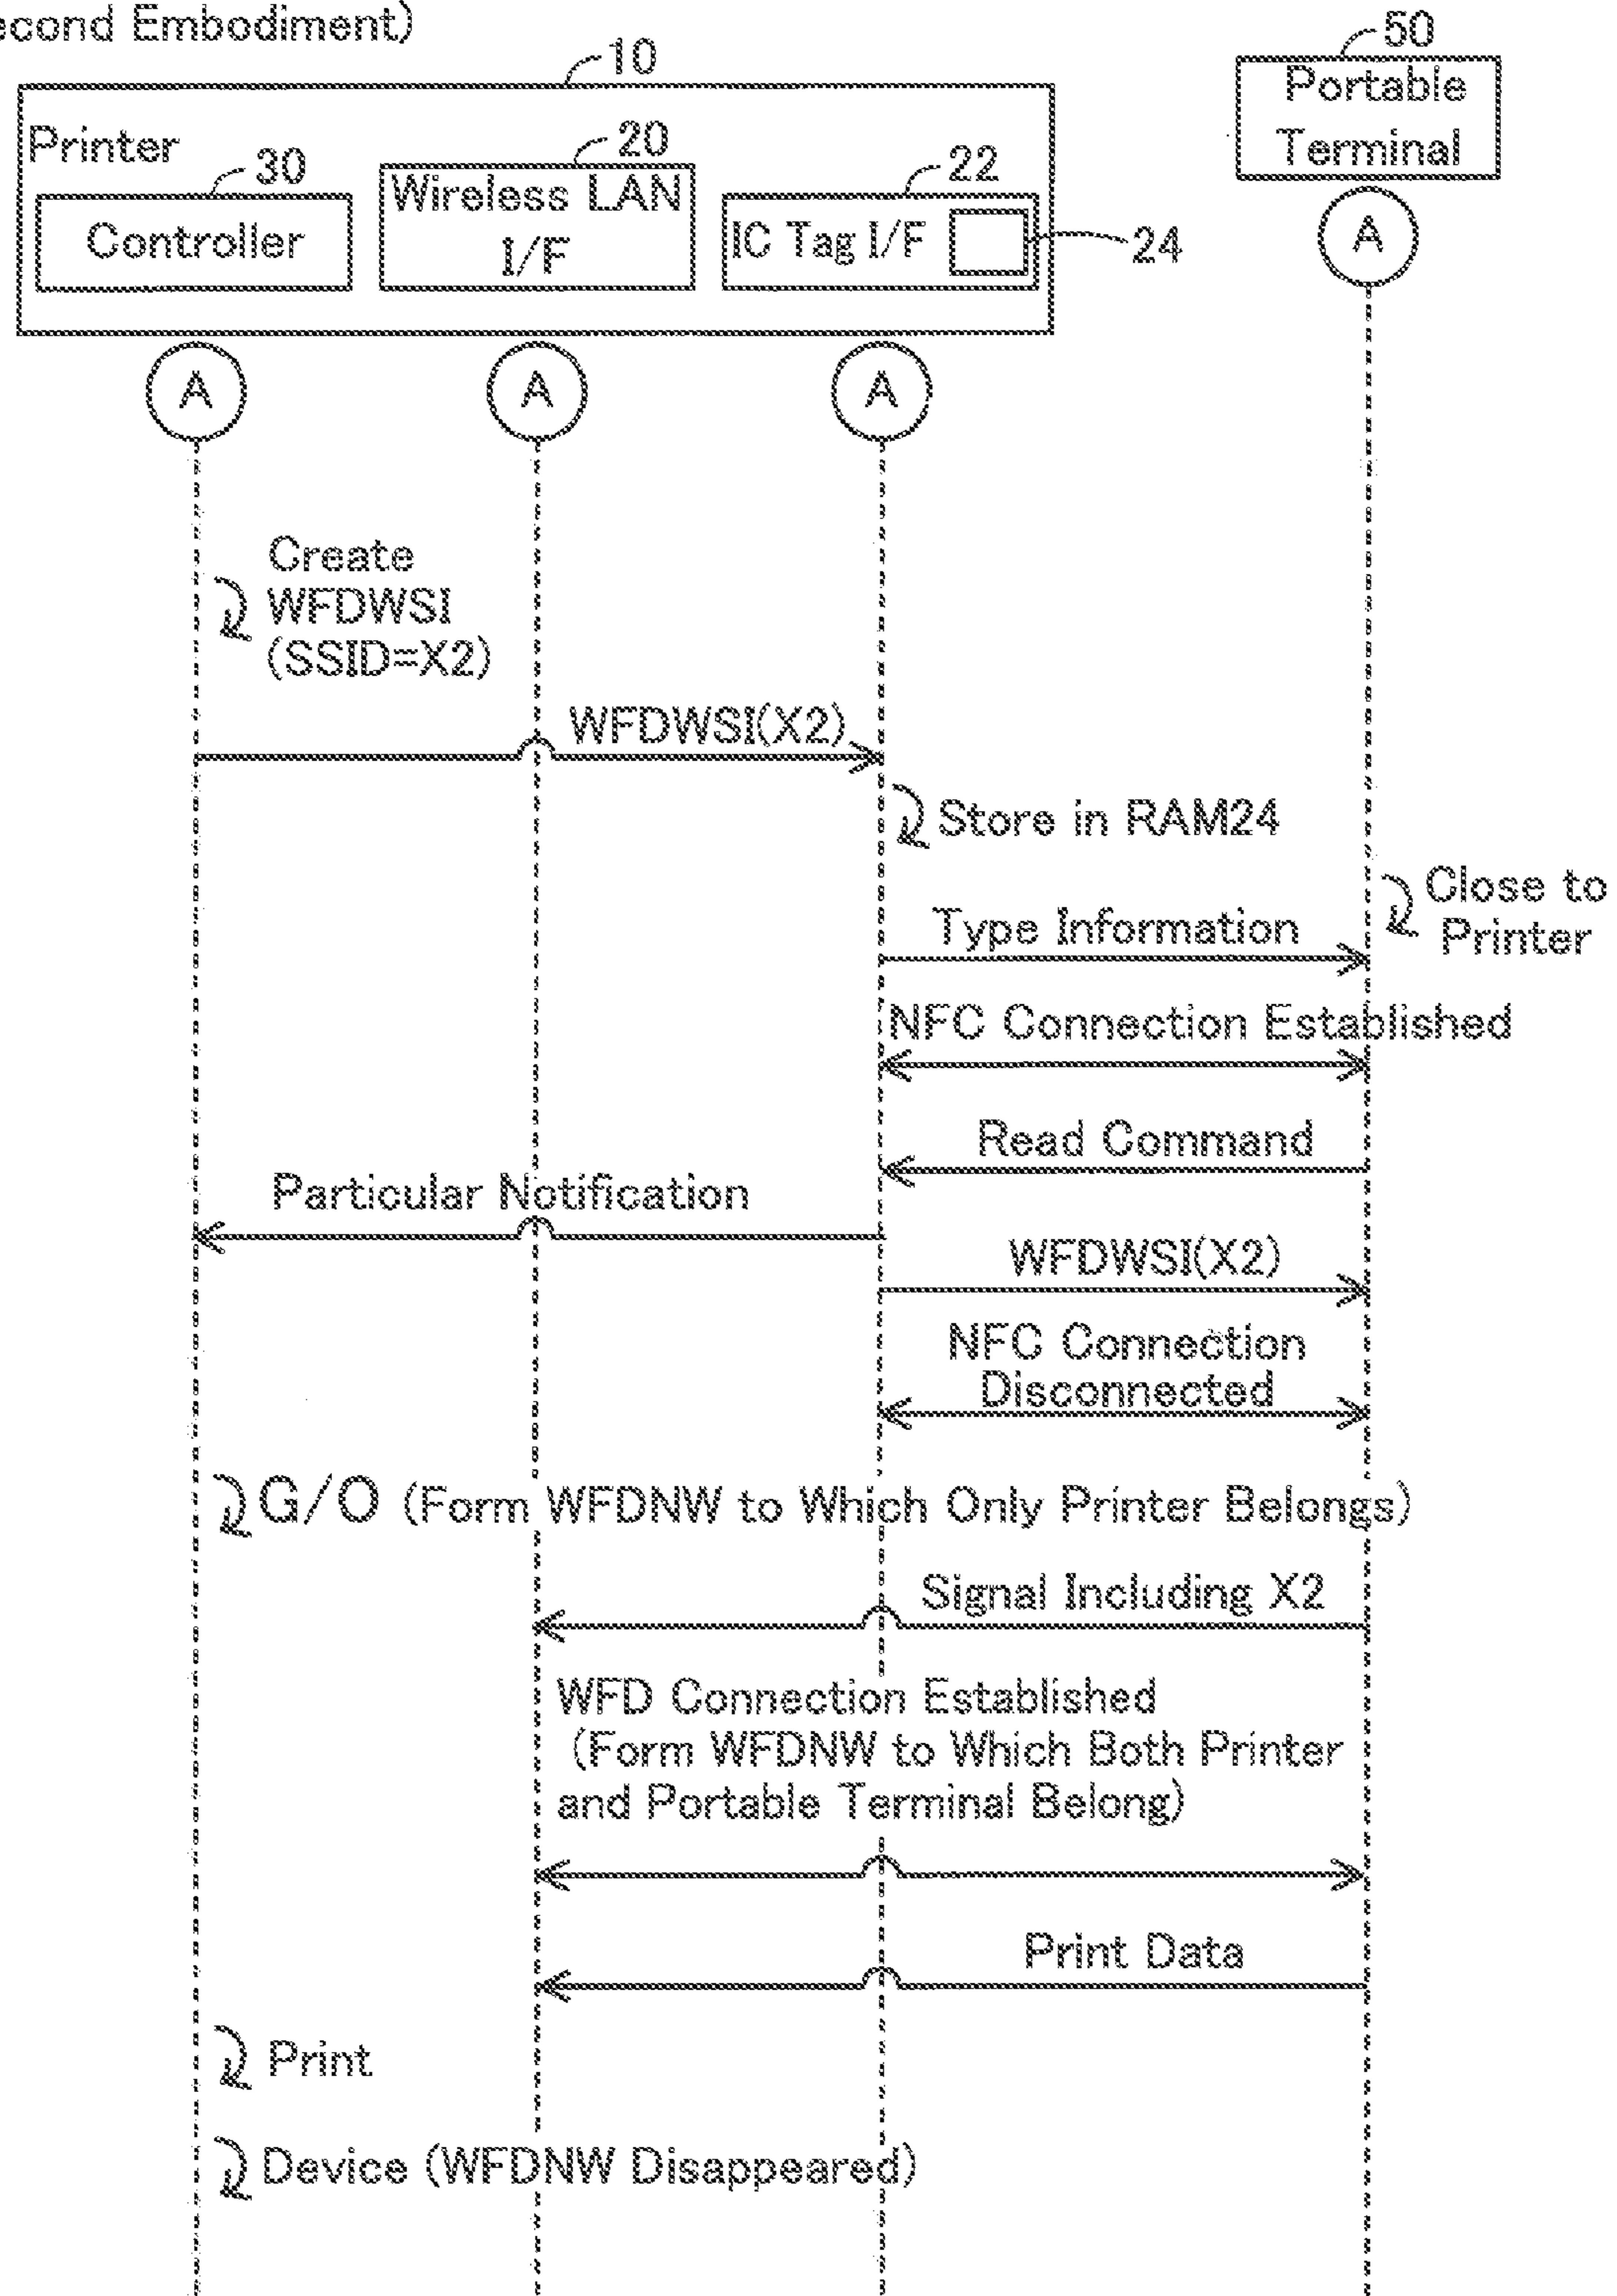 econd Embodiment)
10
50
Printer
Portable
Terminal
30
20
22
Controller
Wireless LAN
I/F
IC Tag I/F
24
A
A
A
A
Create
WFDWSI
(SSID=X2)
WFDWSI(X2)
Store in RAM24
Close to
Printer
Type Information
NFC Connection Established
Read Command
Particular Notification
WFDWSI(X2)
NFC Connection
Disconnected
G/O (Form WFDNW to Which Only Printer Belongs)
Signal Including X2
WFD Connection Established
(Form WFDNW to Which Both Printer
and Portable Terminal Belong)
Print Data
Print
Device (WFDNW Disappeared)